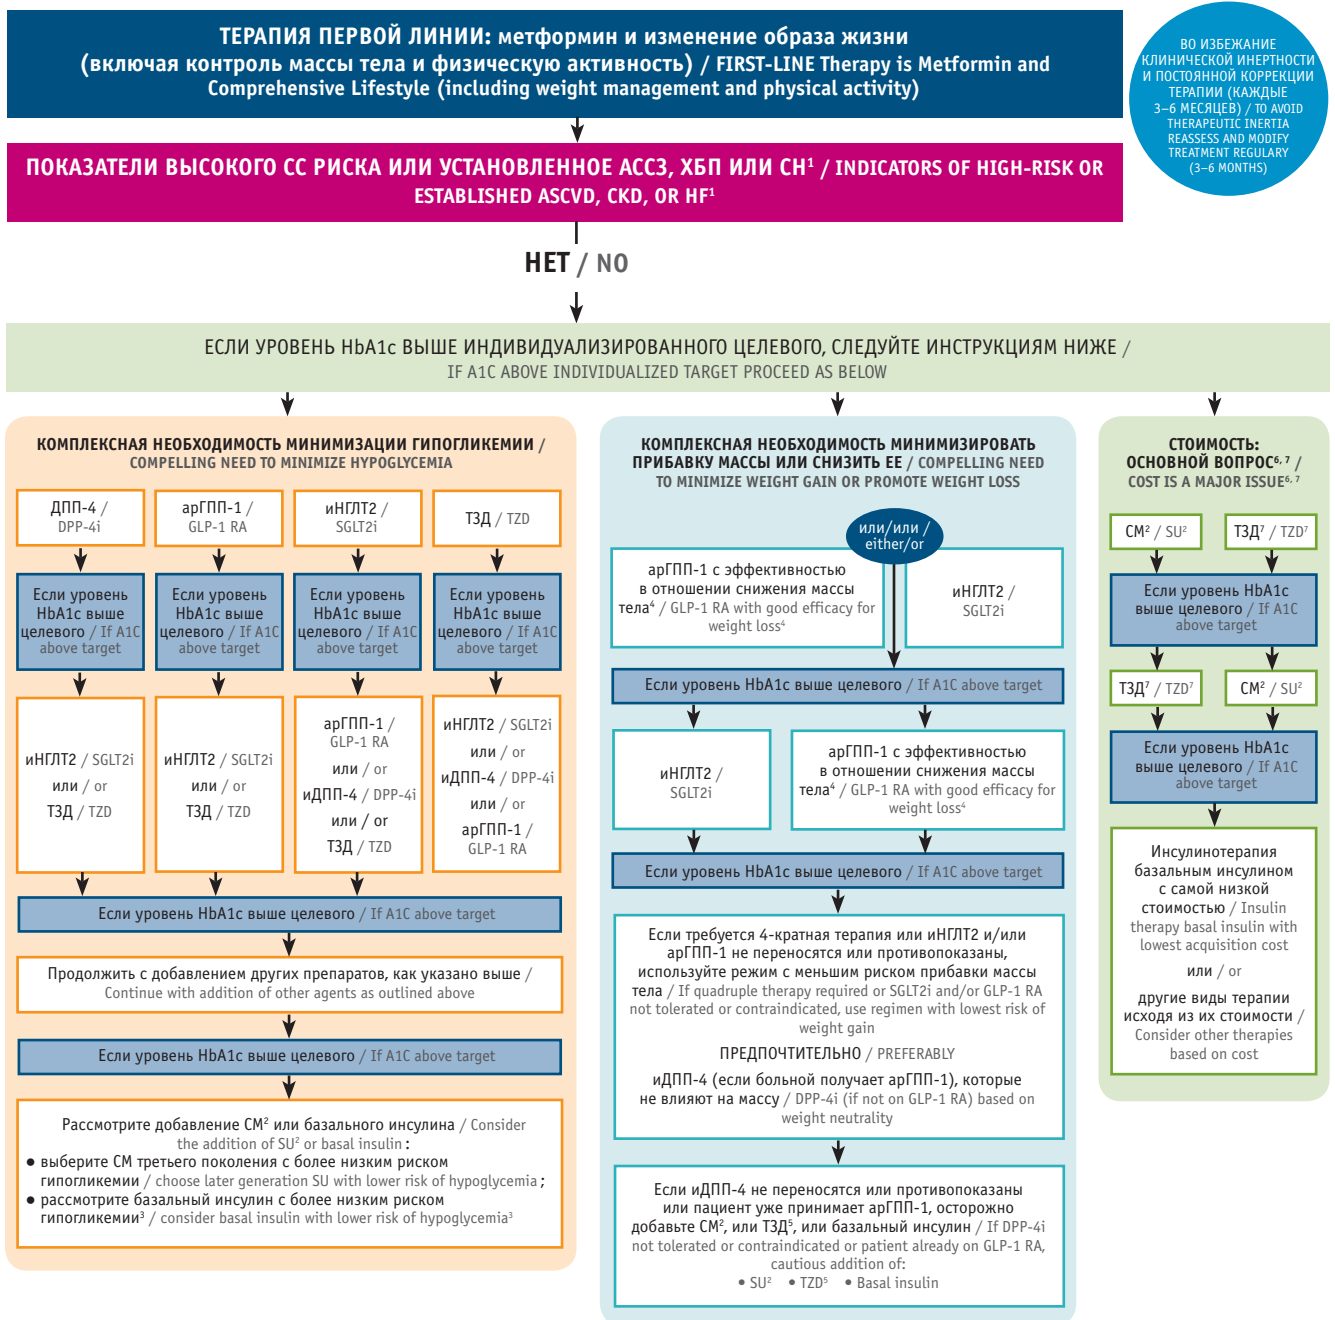 ТЕРАПИЯ ПЕРВОЙ ЛИНИИ: метформин и изменение образа жизни
(включая контроль массы тела и физическую активность) / FIRST-LINE Therapy is Metformin and
Comprehensive Lifestyle (including weight management and physical activity)
ВО ИЗБЕЖАНИЕ
КЛИНИЧЕСКОЙ ИНЕРТНОСТИ
И ПОСТОЯННОЙ КОРРЕКЦИИ
ТЕРАПИИ (КАЖДЫЕ
3–6 МЕСЯЦЕВ) / TO AVOID
THERAPEUTIC INERTIA
REASSESS AND MODIFY
TREATMENT REGULARY
(3–6 MONTHS)
ПОКАЗАТЕЛИ ВЫСОКОГО СС РИСКА ИЛИ УСТАНОВЛЕННОЕ АССЗ, ХБП ИЛИ СН¹ / INDICATORS OF HIGH-RISK OR
ESTABLISHED ASCVD, CKD, OR HF¹
НЕТ / NO
ЕСЛИ УРОВЕНЬ HbA1c ВЫШЕ ИНДИВИДУАЛИЗИРОВАННОГО ЦЕЛЕВОГО, СЛЕДУЙТЕ ИНСТРУКЦИЯМ НИЖЕ /
IF A1C ABOVE INDIVIDUALIZED TARGET PROCEED AS BELOW
КОМПЛЕКСНАЯ НЕОБХОДИМОСТЬ МИНИМИЗАЦИИ ГИПОГЛИКЕМИИ /
COMPELLING NEED TO MINIMIZE HYPOGLYCEMIA
ДПП-4 /
DPP-4i
арГПП-1 /
GLP-1 RA
иНГЛТ2 /
SGLT2i
ТЗД / TZD
Если уровень
HbA1c выше
целевого / If A1C
above target
Если уровень
HbA1c выше
целевого / If A1C
above target
Если уровень
HbA1c выше
целевого / If A1C
above target
Если уровень
HbA1c выше
целевого / If A1C
above target
иНГЛТ2 / SGLT2i
или / or
ТЗД / TZD
иНГЛТ2 / SGLT2i
или / or
ТЗД / TZD
арГПП-1 /
GLP-1 RA
или / or
иДПП-4 / DPP-4i
или / or
ТЗД / TZD
иНГЛТ2 / SGLT2i
или / or
иДПП-4 / DPP-4i
или / or
арГПП-1 /
GLP-1 RA
Если уровень HbA1c выше целевого / If A1C above target
Продолжить с добавлением других препаратов, как указано выше /
Continue with addition of other agents as outlined above
Если уровень HbA1c выше целевого / If A1C above target
Рассмотрите добавление СМ² или базального инсулина / Consider
the addition of SU² or basal insulin :
● выберите СМ третьего поколения с более низким риском
гипогликемии / choose later generation SU with lower risk of hypoglycemia ;
● рассмотрите базальный инсулин с более низким риском
гипогликемии³ / consider basal insulin with lower risk of hypoglycemia³
КОМПЛЕКСНАЯ НЕОБХОДИМОСТЬ МИНИМИЗИРОВАТЬ
ПРИБАВКУ МАССЫ ИЛИ СНИЗИТЬ ЕЕ / COMPELLING NEED
TO MINIMIZE WEIGHT GAIN OR PROMOTE WEIGHT LOSS
или/или /
either/or
арГПП-1 с эффективностью
в отношении снижения массы
тела⁴ / GLP-1 RA with good efficacy for
weight loss⁴
иНГЛТ2 /
SGLT2i
Если уровень HbA1c выше целевого / If A1C above target
иНГЛТ2 /
SGLT2i
арГПП-1 с эффективностью
в отношении снижения массы
тела⁴ / GLP-1 RA with good efficacy for
weight loss⁴
Если уровень HbA1c выше целевого / If A1C above target
Если требуется 4-кратная терапия или иНГЛТ2 и/или
арГПП-1 не переносятся или противопоказаны,
используйте режим с меньшим риском прибавки массы
тела / If quadruple therapy required or SGLT2i and/or GLP-1 RA
not tolerated or contraindicated, use regimen with lowest risk of
weight gain
ПРЕДПОЧТИТЕЛЬНО / PREFERABLY
иДПП-4 (если больной получает арГПП-1), которые
не влияют на массу / DPP-4i (if not on GLP-1 RA) based on
weight neutrality
Если иДПП-4 не переносятся или противопоказаны
или пациент уже принимает арГПП-1, осторожно
добавьте СМ², или ТЗД⁵, или базальный инсулин / If DPP-4i
not tolerated or contraindicated or patient already on GLP-1 RA,
cautious addition of:
● SU² ● TZD⁵ ● Basal insulin
СТОИМОСТЬ:
ОСНОВНОЙ ВОПРОС⁶, ⁷ /
COST IS A MAJOR ISSUE⁶, ⁷
СМ² / SU²
ТЗД⁷ / TZD⁷
Если уровень HbA1c
выше целевого / If A1C
above target
ТЗД⁷ / TZD⁷
СМ² / SU²
Если уровень HbA1c
выше целевого / If A1C
above target
Инсулинотерапия
базальным инсулином
с самой низкой
стоимостью / Insulin
therapy basal insulin with
lowest acquisition cost
или / or
другие виды терапии
исходя из их стоимости /
Consider other therapies
based on cost